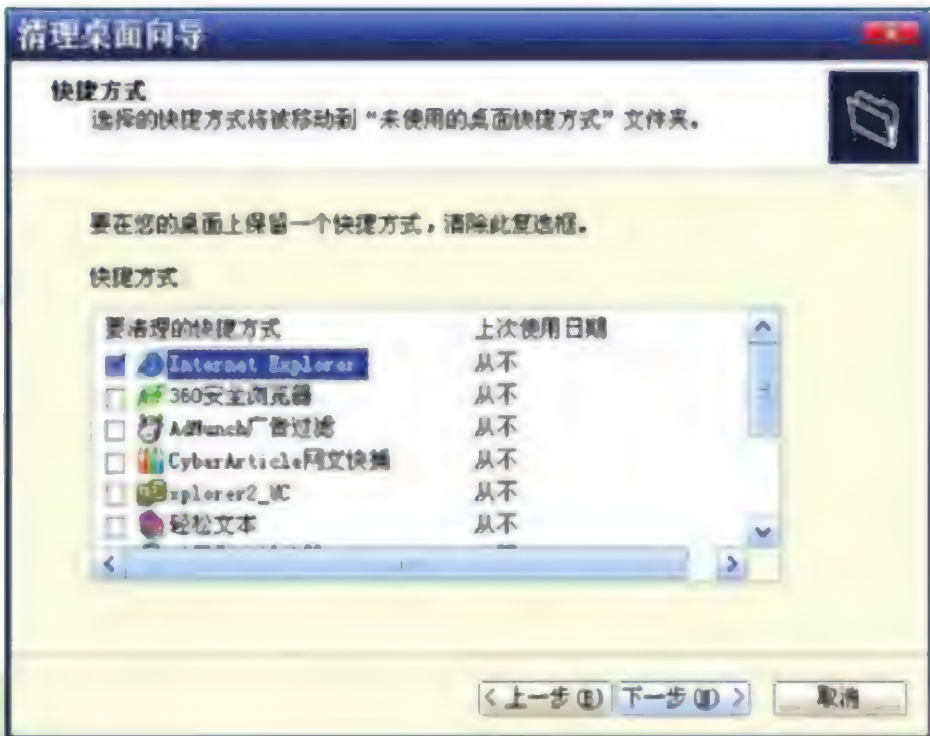 清理桌面向导
快捷方式
选择的快捷方式将被移动到“未使用的桌面快捷方式”文件夹。
要在您的桌面上保留一个快捷方式，清除此复选框。
快捷方式
要清理的快捷方式 上次使用日期
Internet Explorer 从不
360安全浏览器 从不
AdMunch广告过滤 从不
CyberArticle网文快捕 从不
xplorer2_UC 从不
轻松文本 从不
< 上一步(B) 下一步(N) > 取消